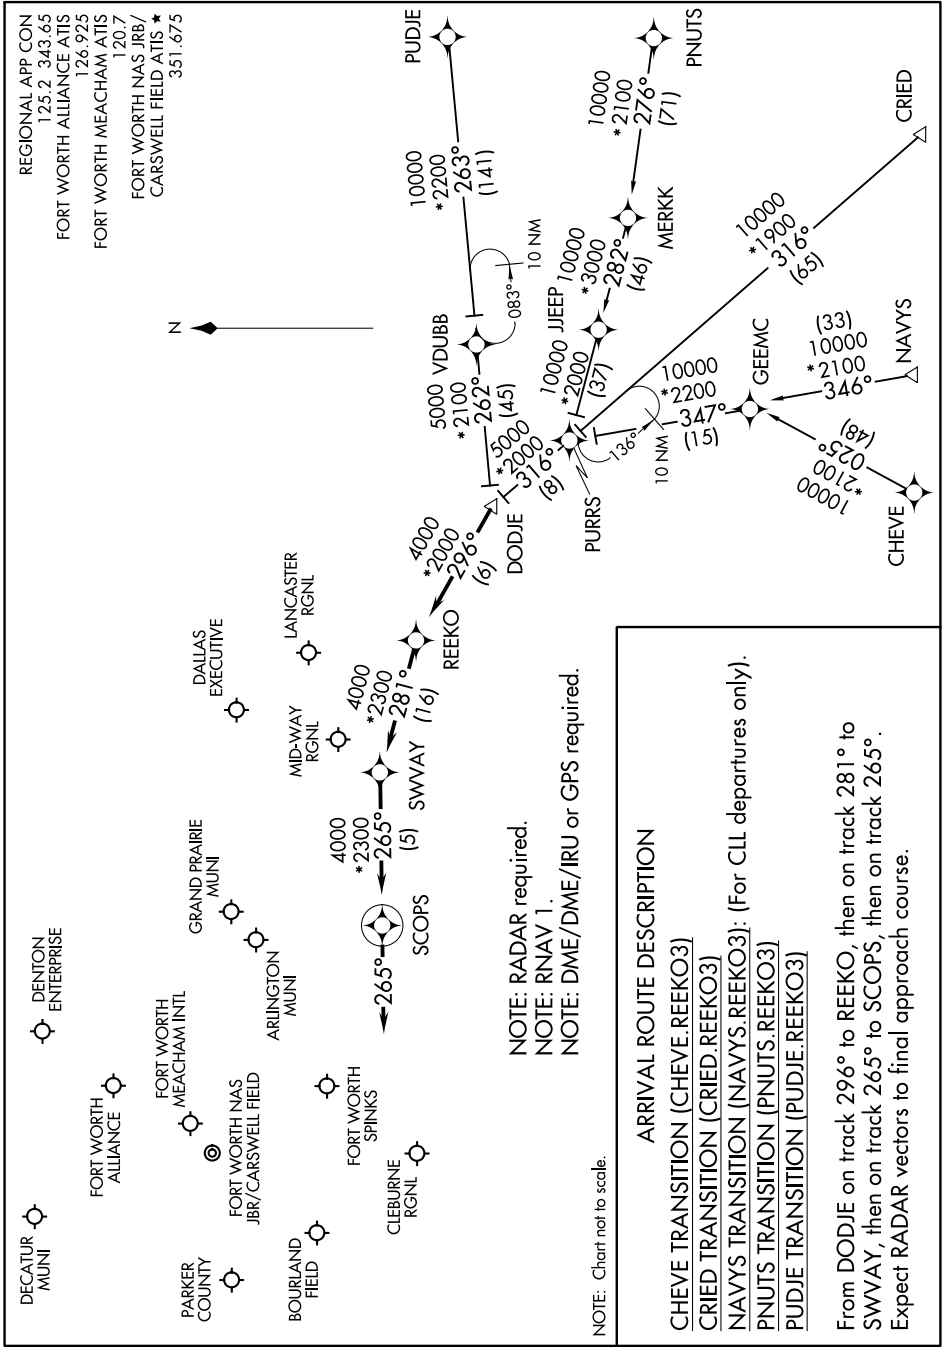 REGIONAL APP CON
125.2 343.65
FORT WORTH ALLIANCE ATIS
126.925
FORT WORTH MEACHAM ATIS
120.7
FORT WORTH NAS JRB/
CARSWELL FIELD ATIS ★
351.675
N
DECATUR
MUNI
DENTON
ENTERPRISE
FORT WORTH
ALLIANCE
FORT WORTH
MEACHAM INTL
FORT WORTH NAS
JBR/CARSWELL FIELD
PARKER
COUNTY
BOURLAND
FIELD
GRAND PRAIRIE
MUNI
ARLINGTON
MUNI
DALLAS
EXECUTIVE
LANCASTER
RGNL
MID-WAY
RGNL
FORT WORTH
SPINKS
CLEBURNE
RGNL
265°
SCOPS
4000
*2300
265°
(5)
SWVAY
4000
*2300
281°
(16)
REEKO
4000
*2000
296°
(6)
DODJE
5000
*2100
262°
(45)
VDUBB
083°
10 NM
10000
*2200
263°
(141)
PUDJE
5000
*2000
316°
(8)
PURRS
10000
*2000
(37)
JJEEP
10000
*3000
282°
(46)
MERKK
10000
*2100
276°
(71)
PNUTS
136°
10 NM
10000
*1900
316°
(65)
CRIED
10000
*2200
347°
(15)
GEEMC
(33)
10000
*2100
346°
NAVYS
10000
*2100
025°
(48)
CHEVE
NOTE: RADAR required.
NOTE: RNAV 1.
NOTE: DME/DME/IRU or GPS required.
NOTE: Chart not to scale.
ARRIVAL ROUTE DESCRIPTION
CHEVE TRANSITION (CHEVE.REEKO3)
CRIED TRANSITION (CRIED.REEKO3)
NAVYS TRANSITION (NAVYS.REEKO3): (For CLL departures only).
PNUTS TRANSITION (PNUTS.REEKO3)
PUDJE TRANSITION (PUDJE.REEKO3)
From DODJE on track 296° to REEKO, then on track 281° to
SWVAY, then on track 265° to SCOPS, then on track 265°.
Expect RADAR vectors to final approach course.